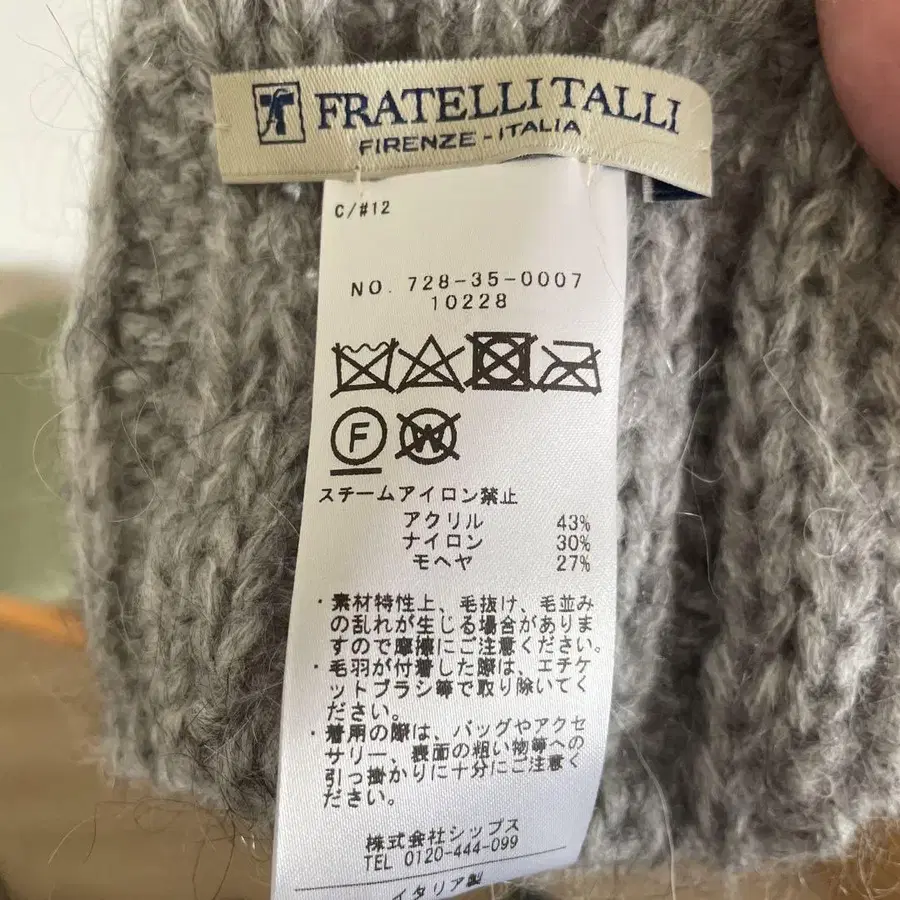 FRATELLI TALLI
FIRENZE-ITALIA
C/#12
NO. 728-35-0007
10228
F
W
スチームアイロン禁止
アクリル 43%
ナイロン 30%
モヘヤ 27%
・素材特性上、毛抜け、毛並み
の乱れが生じる場合がありま
すので摩擦にご注意ください。
・毛羽が付着した際は、エチケ
ットブラシ等で取り除いてく
ださい。
・着用の際は、バッグやアクセ
サリー、表面の粗い物等への
引っ掛かりに十分にご注意く
ださい。
株式会社シップス
TEL 0120-444-099
イタリア製